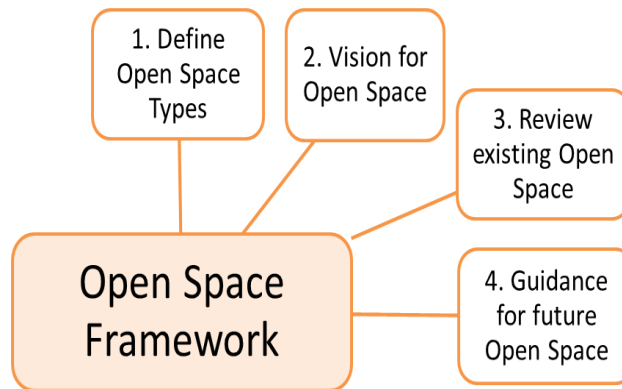 1. Define
Open Space
Types
2. Vision for
Open Space
3. Review
existing Open
Space
4. Guidance
for future
Open Space
Open Space
Framework